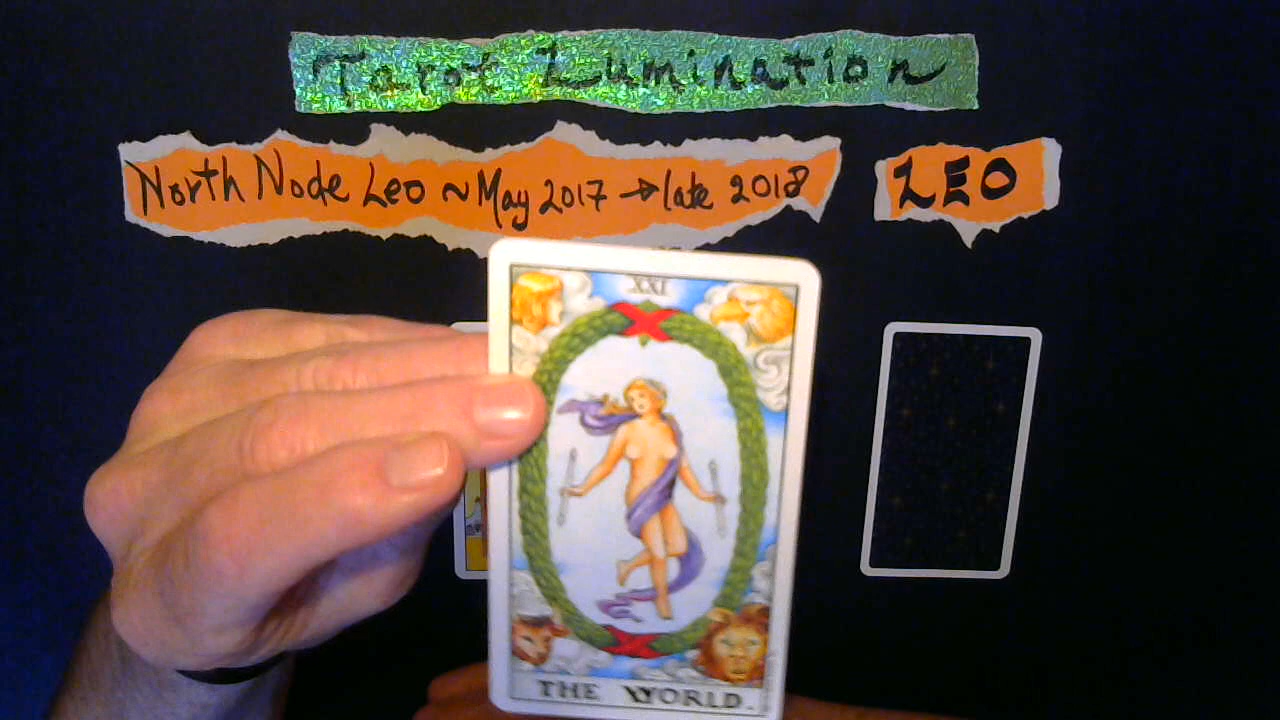 Tarot Lumination
North Node Leo ~ May 2017 → late 2018
LEO
XXI
THE WORLD.